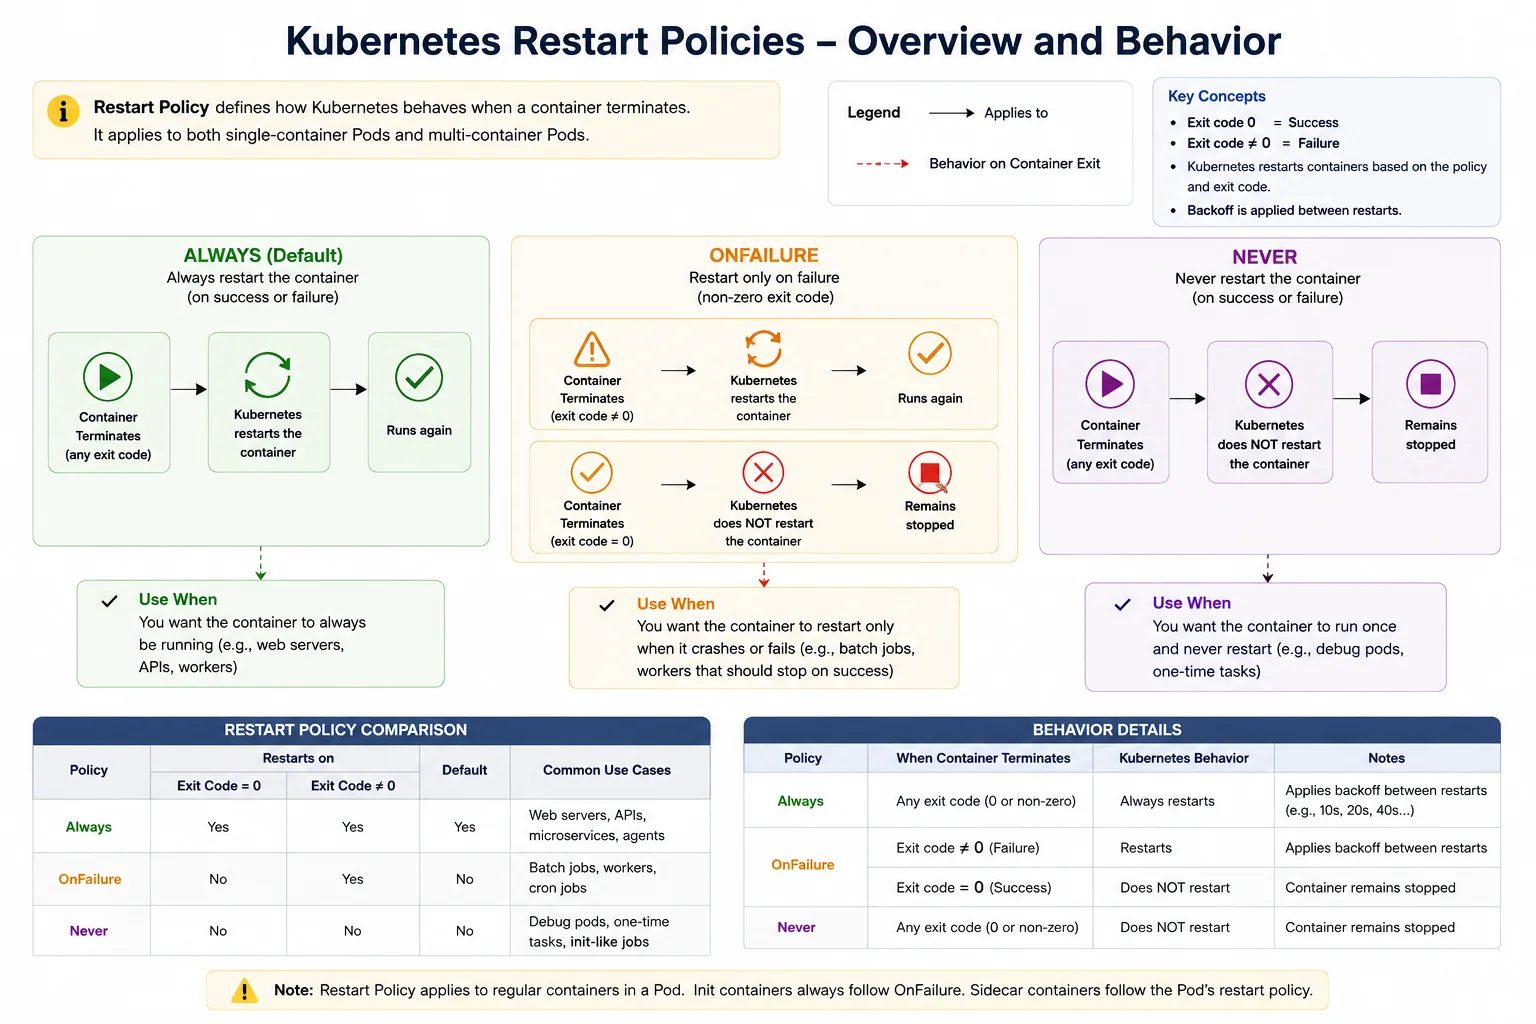 Kubernetes Restart Policies – Overview and Behavior
Restart Policy defines how Kubernetes behaves when a container terminates.
It applies to both single-container Pods and multi-container Pods.
Legend
Applies to
Behavior on Container Exit
Key Concepts
• Exit code 0 = Success
• Exit code ≠ 0 = Failure
• Kubernetes restarts containers based on the policy
and exit code.
• Backoff is applied between restarts.
ALWAYS (Default)
Always restart the container
(on success or failure)
Container
Terminates
(any exit code)
Kubernetes
restarts the
container
Runs again
Use When
You want the container to always
be running (e.g., web servers,
APIs, workers)
ONFAILURE
Restart only on failure
(non-zero exit code)
Container
Terminates
(exit code ≠ 0)
Kubernetes
restarts the
container
Runs again
Container
Terminates
(exit code = 0)
Kubernetes
does NOT restart
the container
Remains
stopped
Use When
You want the container to restart only
when it crashes or fails (e.g., batch jobs,
workers that should stop on success)
NEVER
Never restart the container
(on success or failure)
Container
Terminates
(any exit code)
Kubernetes
does NOT restart
the container
Remains
stopped
Use When
You want the container to run once
and never restart (e.g., debug pods,
one-time tasks)
RESTART POLICY COMPARISON
Policy
Restarts on
Exit Code = 0
Exit Code ≠ 0
Default
Common Use Cases
Always
Yes
Yes
Yes
Web servers, APIs,
microservices, agents
OnFailure
No
Yes
No
Batch jobs, workers,
cron jobs
Never
No
No
No
Debug pods, one-time
tasks, init-like jobs
BEHAVIOR DETAILS
Policy
When Container Terminates
Kubernetes Behavior
Notes
Always
Any exit code (0 or non-zero)
Always restarts
Applies backoff between restarts
(e.g., 10s, 20s, 40s...)
OnFailure
Exit code ≠ 0 (Failure)
Restarts
Applies backoff between restarts
Exit code = 0 (Success)
Does NOT restart
Container remains stopped
Never
Any exit code (0 or non-zero)
Does NOT restart
Container remains stopped
Note: Restart Policy applies to regular containers in a Pod. Init containers always follow OnFailure. Sidecar containers follow the Pod's restart policy.